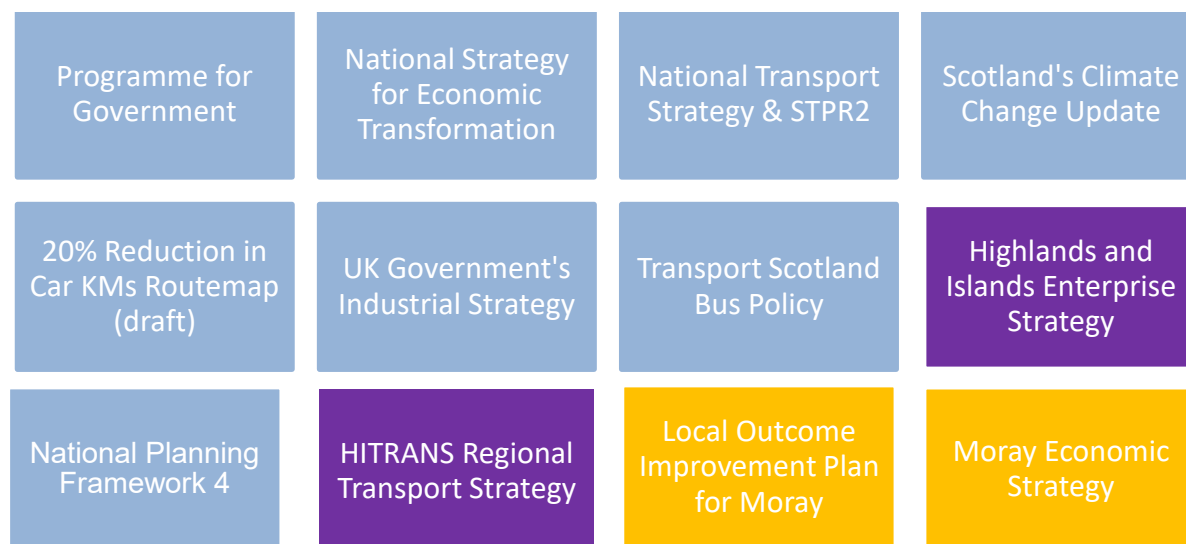 Programme for
Government
National Strategy
for Economic
Transformation
National Transport
Strategy & STPR2
Scotland's Climate
Change Update
20% Reduction in
Car KMs Routemap
(draft)
UK Government's
Industrial Strategy
Transport Scotland
Bus Policy
Highlands and
Islands Enterprise
Strategy
National Planning
Framework 4
HITRANS Regional
Transport Strategy
Local Outcome
Improvement Plan
for Moray
Moray Economic
Strategy